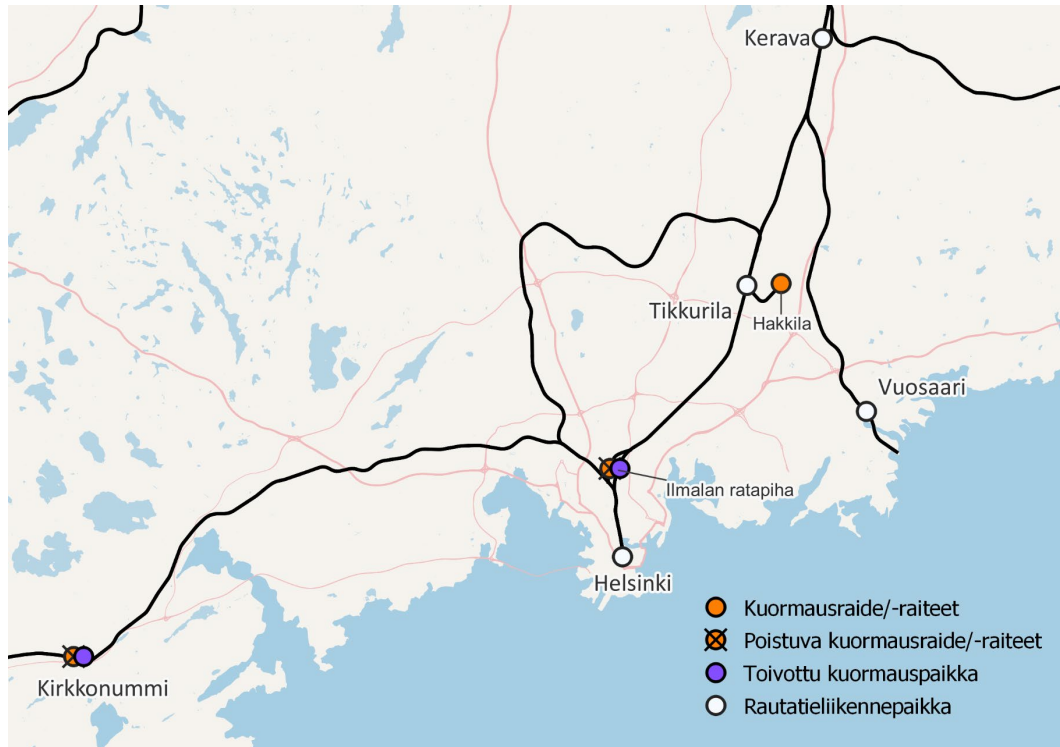 Kerava
Tikkurila
Hakkila
Vuosaari
Ilmalan ratapiha
Helsinki
Kirkkonummi
Kuormausraide/-raiteet
Poistuva kuormausraide/-raiteet
Toivottu kuormauspaikka
Rautatieliikennepaikka